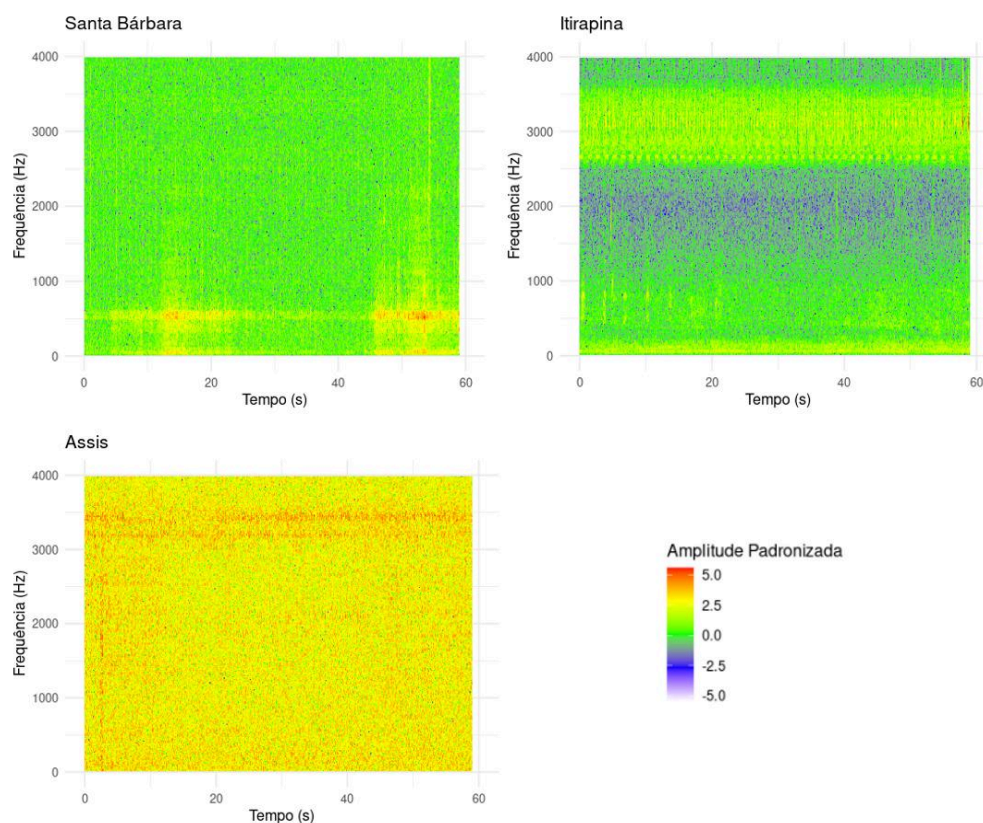 Santa Bárbara
4000
3000
2000
1000
0
Frequência (Hz)
0 20 40 60
Tempo (s)
Itirapina
4000
3000
2000
1000
0
Frequência (Hz)
0 20 40 60
Tempo (s)
Assis
4000
3000
2000
1000
0
Frequência (Hz)
0 20 40 60
Tempo (s)
Amplitude Padronizada
5.0
2.5
0.0
-2.5
-5.0